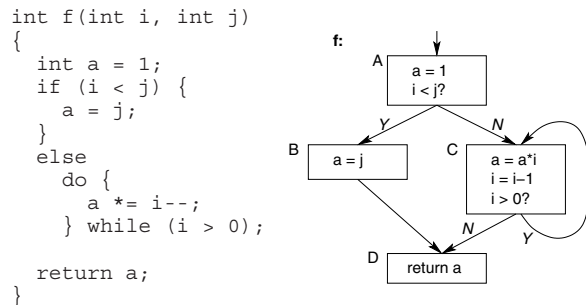 int f(int i, int j)
{
int a = 1;
if (i < j) {
a = j;
}
else
do {
a *= i--;
} while (i > 0);
return a;
}
f:
A
a = 1
i < j?
Y
N
B
a = j
C
a = a*i
i = i−1
i > 0?
N
Y
D
return a